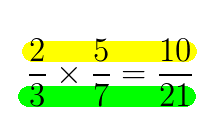 2/3 × 5/7 = 10/21